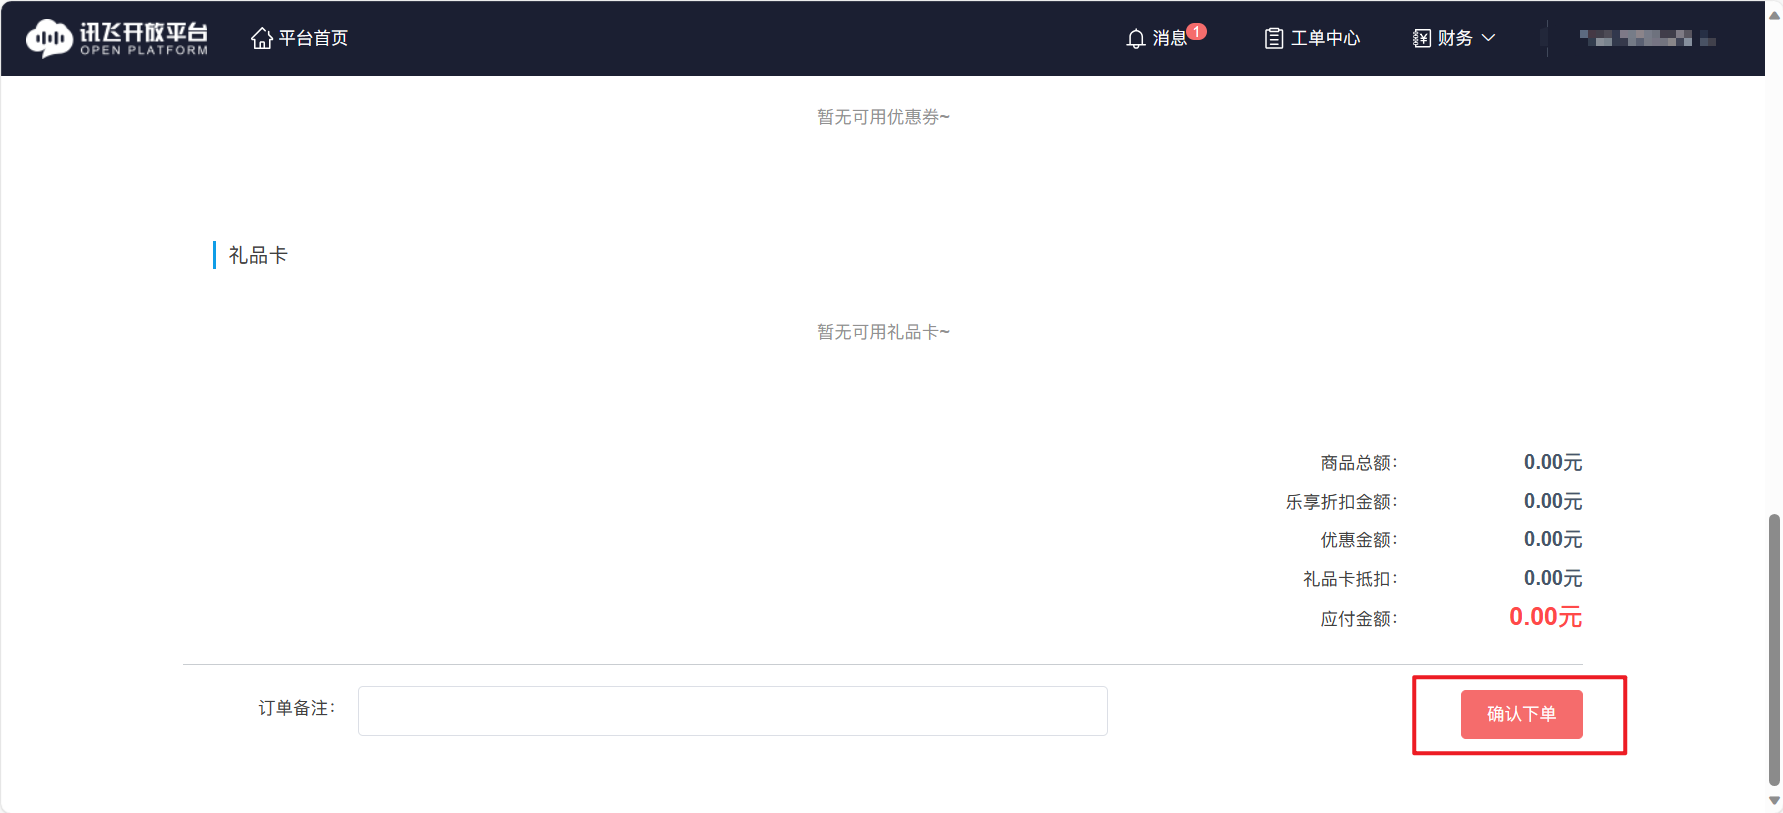 讯飞开放平台
OPEN PLATFORM
平台首页
消息 1
工单中心
财务
暂无可用优惠券~
礼品卡
暂无可用礼品卡~
商品总额： 0.00元
乐享折扣金额： 0.00元
优惠金额： 0.00元
礼品卡抵扣： 0.00元
应付金额： 0.00元
订单备注：
确认下单